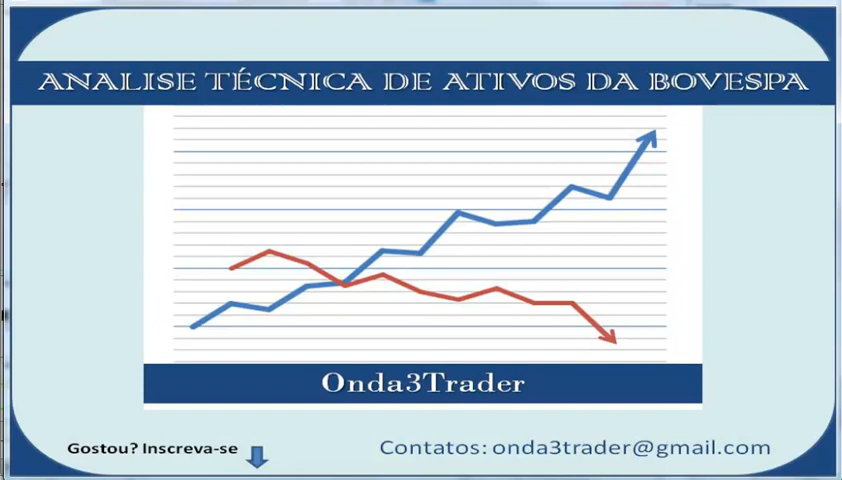 ANALISE TÉCNICA DE ATIVOS DA BOVESPA
Onda3Trader
Gostou? Inscreva-se
Contatos: onda3trader@gmail.com